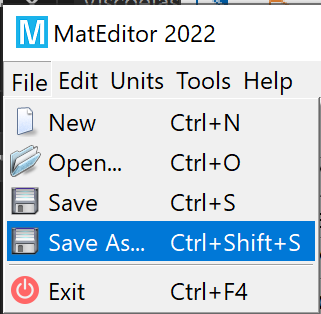 MatEditor 2022
File Edit Units Tools Help
New Ctrl+N
Open... Ctrl+O
Save Ctrl+S
Save As... Ctrl+Shift+S
Exit Ctrl+F4